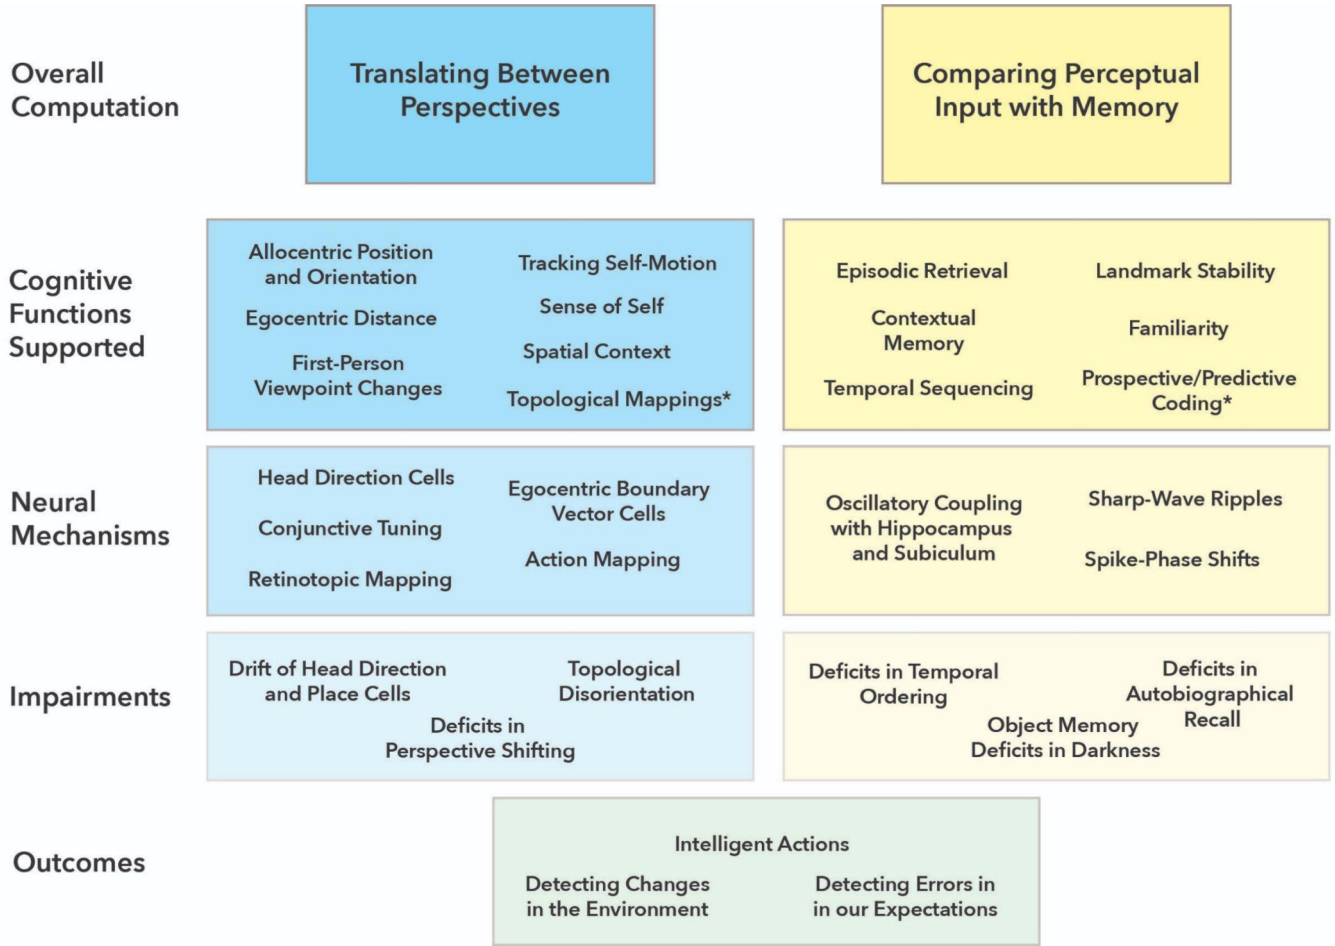 Overall
Computation
Translating Between
Perspectives
Comparing Perceptual
Input with Memory
Cognitive
Functions
Supported
Allocentric Position
and Orientation
Egocentric Distance
First-Person
Viewpoint Changes
Tracking Self-Motion
Sense of Self
Spatial Context
Topological Mappings*
Episodic Retrieval
Contextual
Memory
Temporal Sequencing
Landmark Stability
Familiarity
Prospective/Predictive
Coding*
Neural
Mechanisms
Head Direction Cells
Conjunctive Tuning
Retinotopic Mapping
Egocentric Boundary
Vector Cells
Action Mapping
Oscillatory Coupling
with Hippocampus
and Subiculum
Sharp-Wave Ripples
Spike-Phase Shifts
Impairments
Drift of Head Direction
and Place Cells
Topological
Disorientation
Deficits in
Perspective Shifting
Deficits in Temporal
Ordering
Deficits in
Autobiographical
Recall
Object Memory
Deficits in Darkness
Outcomes
Intelligent Actions
Detecting Changes
in the Environment
Detecting Errors in
in our Expectations